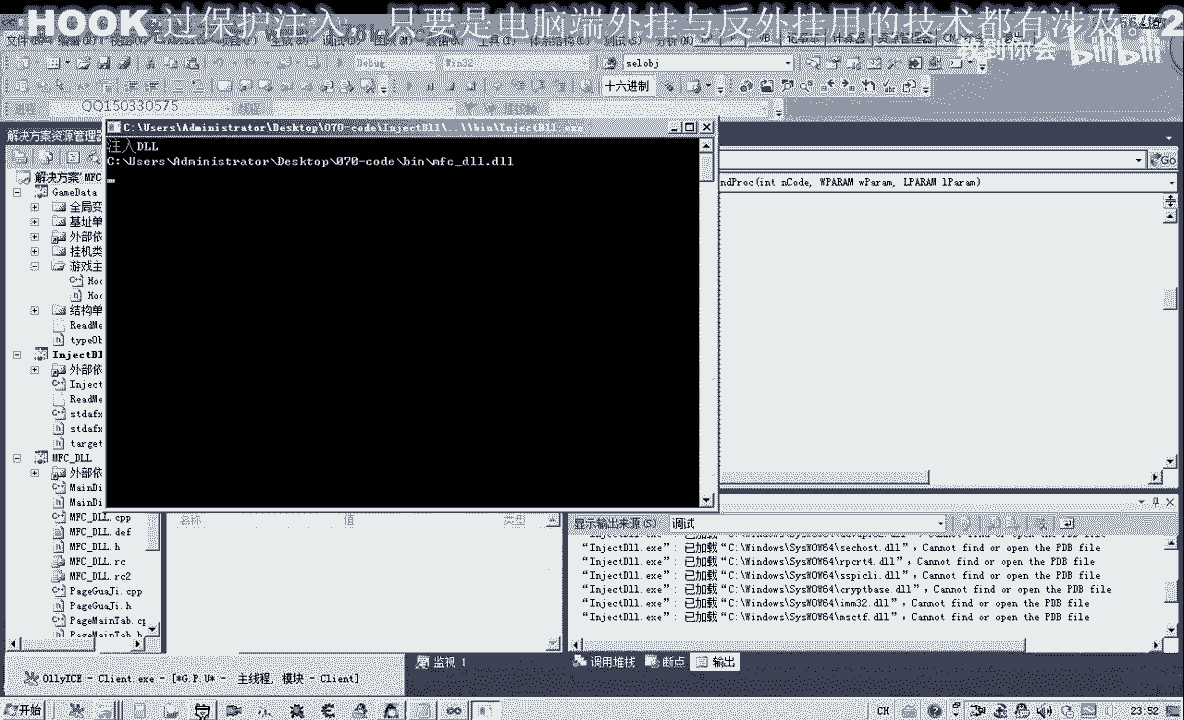 HOOK 过保护注入 只要是电脑端外挂与反外挂用的技术都有涉及。2
教到你会 bilibili
Debug Win32 selobj
十六进制
QQ150330575
C:\Users\Administrator\Desktop\070-code\InjectDll\..\\bin\InjectDll.exe
注入DLL
C:\Users\Administrator\Desktop\070-code\bin\mfc_dll.dll
Go
ndProc(int nCode, WPARAM wParam, LPARAM lParam)
解决方案资源管理
解决方案"MFC
GameData
全局变
基址单
外部依
挂机类
游戏主
Hoo
Hoo
结构单
ReadMe
typeOb
InjectDl
外部依
Inject
ReadMe
stdafx
stdafx
target
MFC_DLL
外部依
MainDi
MainDi
MFC_DLL.cpp
MFC_DLL.def
MFC_DLL.h
MFC_DLL.rc
MFC_DLL.rc2
PageGuaJi.cpp
PageGuaJi.h
PageMainTab.cp
PageMainTab.h
名称 值 类型
显示输出来源(S): 调试
"InjectDll.exe": 已加载"C:\Windows\SysWOW64\sechost.dll", Cannot find or open the PDB file
"InjectDll.exe": 已加载"C:\Windows\SysWOW64\rpcrt4.dll", Cannot find or open the PDB file
"InjectDll.exe": 已加载"C:\Windows\SysWOW64\sspicli.dll", Cannot find or open the PDB file
"InjectDll.exe": 已加载"C:\Windows\SysWOW64\cryptbase.dll", Cannot find or open the PDB file
"InjectDll.exe": 已加载"C:\Windows\SysWOW64\imm32.dll", Cannot find or open the PDB file
"InjectDll.exe": 已加载"C:\Windows\SysWOW64\msctf.dll", Cannot find or open the PDB file
监视 1
调用堆栈 断点 输出
OllyICE - Client.exe - [*G.P.U* - 主线程, 模块 - Client]
开始
CH
23:52